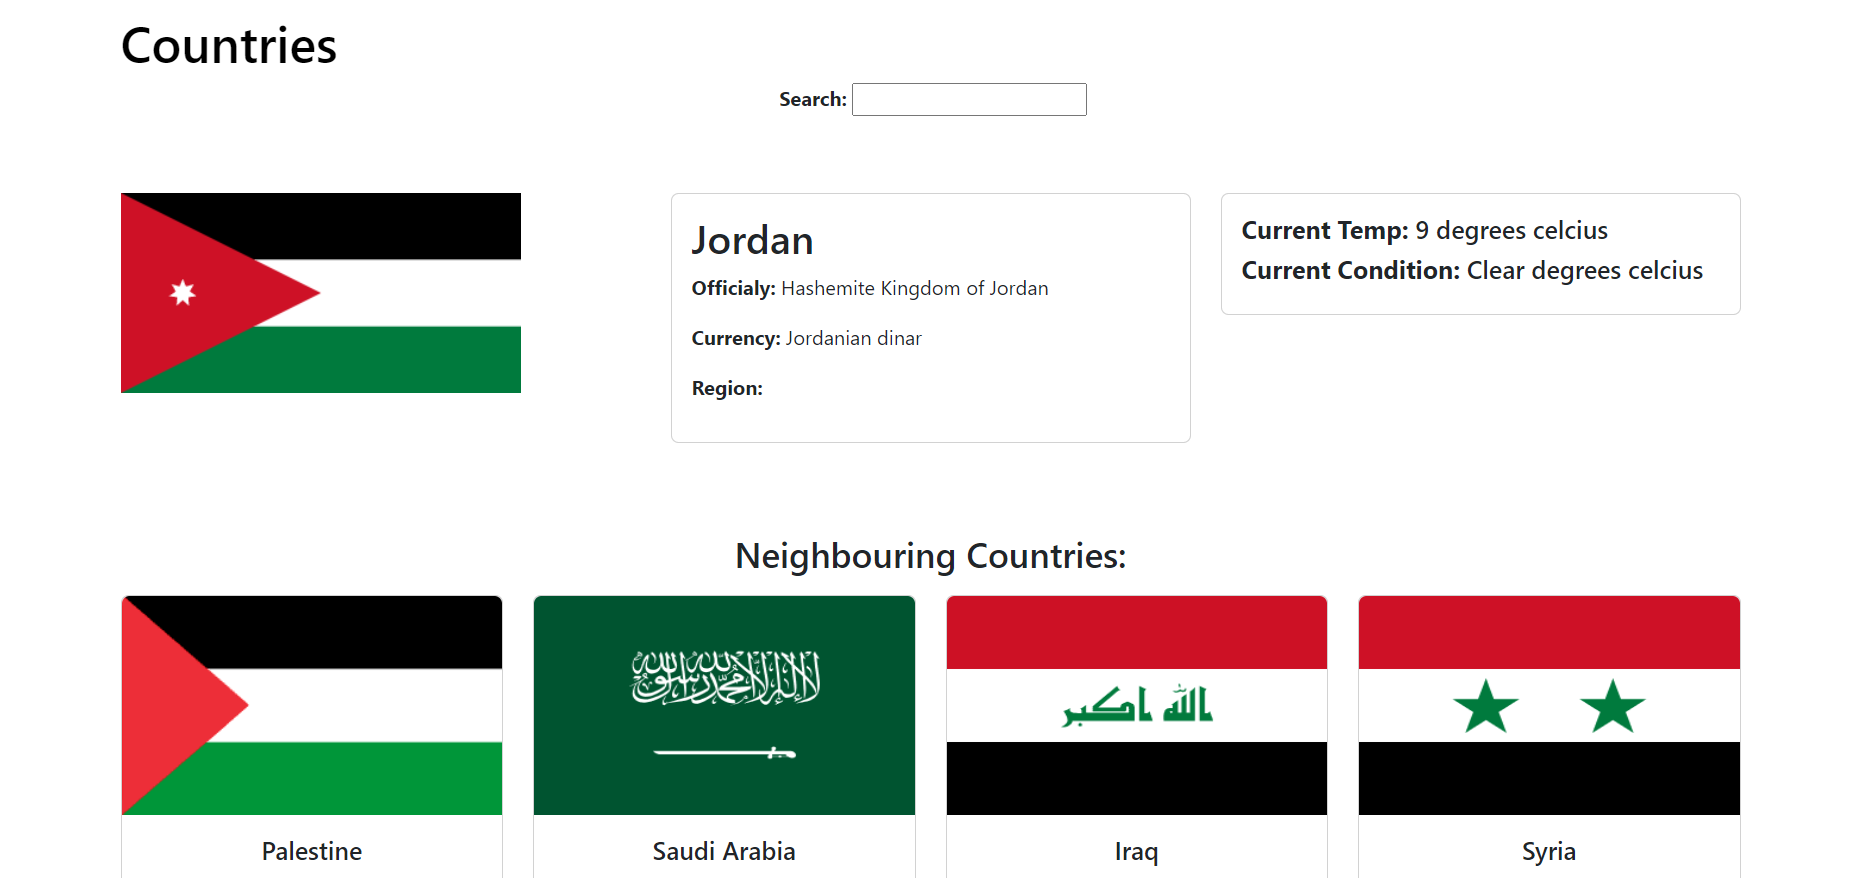 Countries
Search:
Jordan
Officialy: Hashemite Kingdom of Jordan
Currency: Jordanian dinar
Region:
Current Temp: 9 degrees celcius
Current Condition: Clear degrees celcius
Neighbouring Countries:
لا إله إلا الله محمد رسول الله
الله اكبر
Palestine
Saudi Arabia
Iraq
Syria